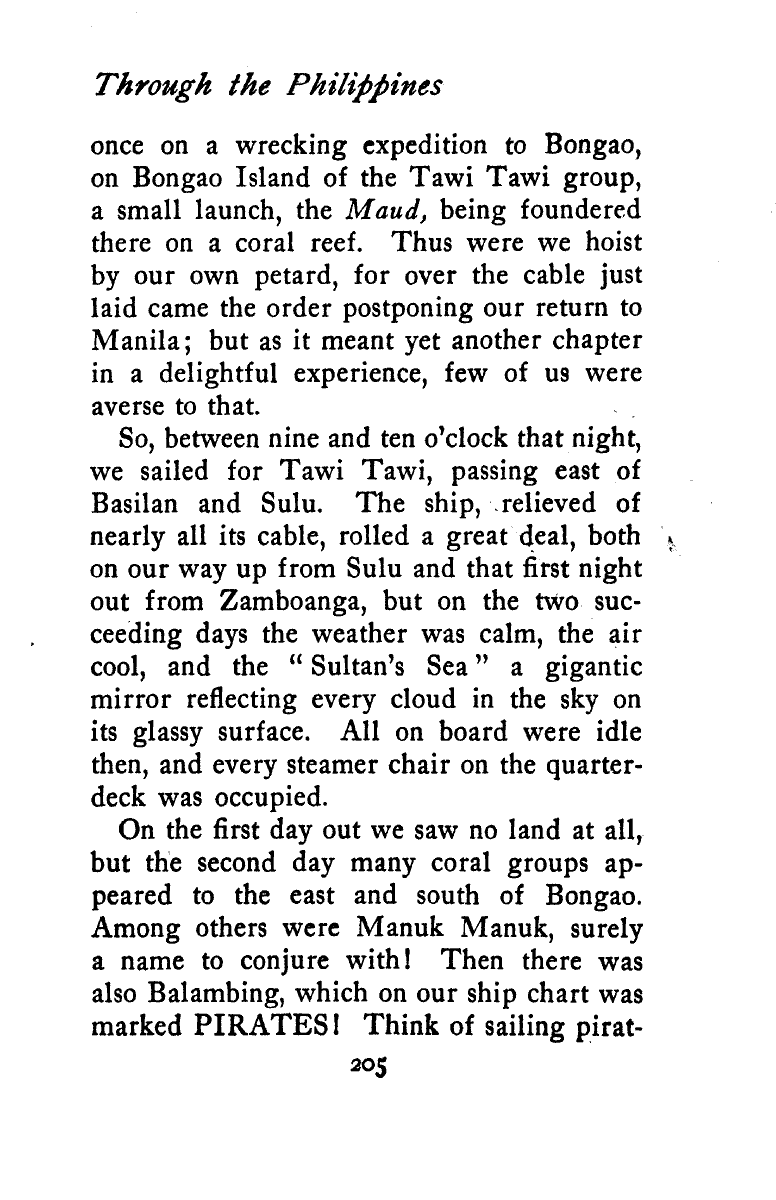 Through the Philippines
once on a wrecking expedition to Bongao,
on Bongao Island of the Tawi Tawi group,
a small launch, the Maud, being foundered
there on a coral reef. Thus were we hoist
by our own petard, for over the cable just
laid came the order postponing our return to
Manila; but as it meant yet another chapter
in a delightful experience, few of us were
averse to that.
So, between nine and ten o'clock that night,
we sailed for Tawi Tawi, passing east of
Basilan and Sulu. The ship, relieved of
nearly all its cable, rolled a great deal, both
on our way up from Sulu and that first night
out from Zamboanga, but on the two suc-
ceeding days the weather was calm, the air
cool, and the "Sultan's Sea" a gigantic
mirror reflecting every cloud in the sky on
its glassy surface. All on board were idle
then, and every steamer chair on the quarter-
deck was occupied.
On the first day out we saw no land at all,
but the second day many coral groups ap-
peared to the east and south of Bongao.
Among others were Manuk Manuk, surely
a name to conjure with! Then there was
also Balambing, which on our ship chart was
marked PIRATES! Think of sailing pirat-
205